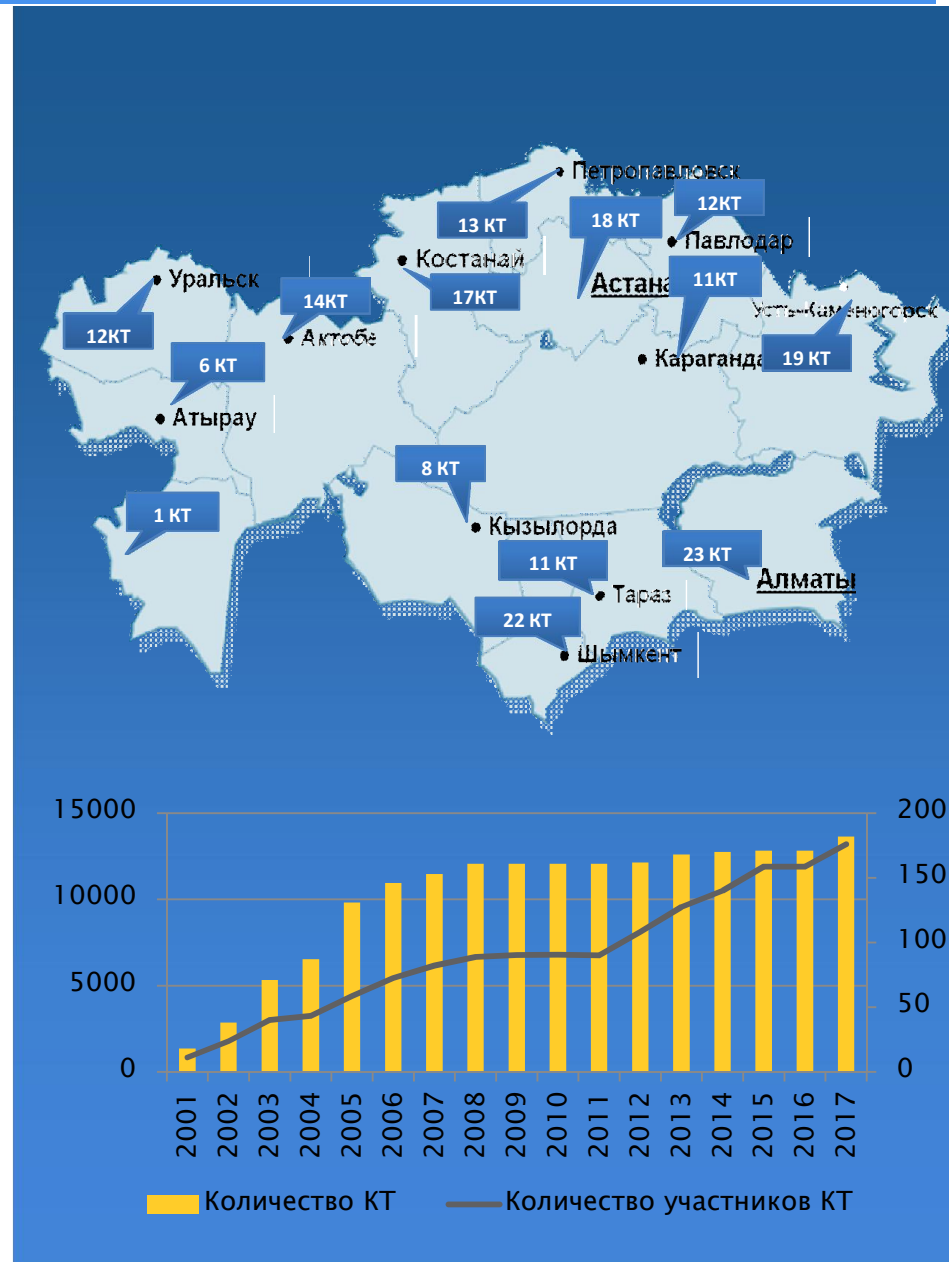 Петропавловск
13 КТ
18 КТ
12КТ
Павлодар
Костанай
Уральск
17КТ
14КТ
Астана
11КТ
Усть-Каменогорск
12КТ
Актобе
6 КТ
Караганда
19 КТ
Атырау
8 КТ
1 КТ
Кызылорда
11 КТ
23 КТ
Тараз
Алматы
22 КТ
Шымкент
15000
10000
5000
0
200
150
100
50
0
2001 2002 2003 2004 2005 2006 2007 2008 2009 2010 2011 2012 2013 2014 2015 2016 2017
Количество КТ
Количество участников КТ